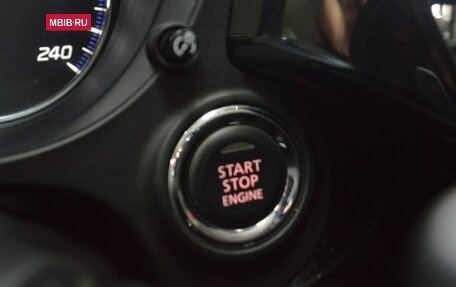 MBIB.RU
240
START
STOP
ENGINE